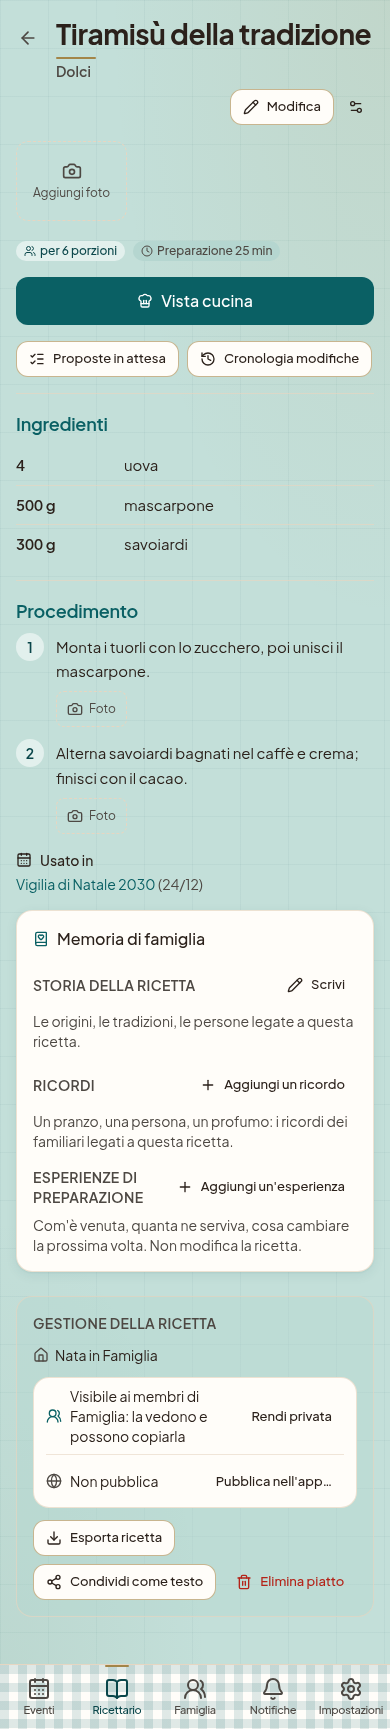 Tiramisù della tradizione
Dolci
Modifica
Aggiungi foto
per 6 porzioni
Preparazione 25 min
Vista cucina
Proposte in attesa
Cronologia modifiche
Ingredienti
4 uova
500 g mascarpone
300 g savoiardi
Procedimento
1 Monta i tuorli con lo zucchero, poi unisci il
mascarpone.
Foto
2 Alterna savoiardi bagnati nel caffè e crema;
finisci con il cacao.
Foto
Usato in
Vigilia di Natale 2030 (24/12)
Memoria di famiglia
STORIA DELLA RICETTA
Scrivi
Le origini, le tradizioni, le persone legate a questa
ricetta.
RICORDI
Aggiungi un ricordo
Un pranzo, una persona, un profumo: i ricordi dei
familiari legati a questa ricetta.
ESPERIENZE DI
PREPARAZIONE
Aggiungi un'esperienza
Com'è venuta, quanta ne serviva, cosa cambiare
la prossima volta. Non modifica la ricetta.
GESTIONE DELLA RICETTA
Nata in Famiglia
Visibile ai membri di
Famiglia: la vedono e
possono copiarla
Rendi privata
Non pubblica
Pubblica nell'app…
Esporta ricetta
Condividi come testo
Elimina piatto
Eventi
Ricettario
Famiglia
Notifiche
Impostazioni